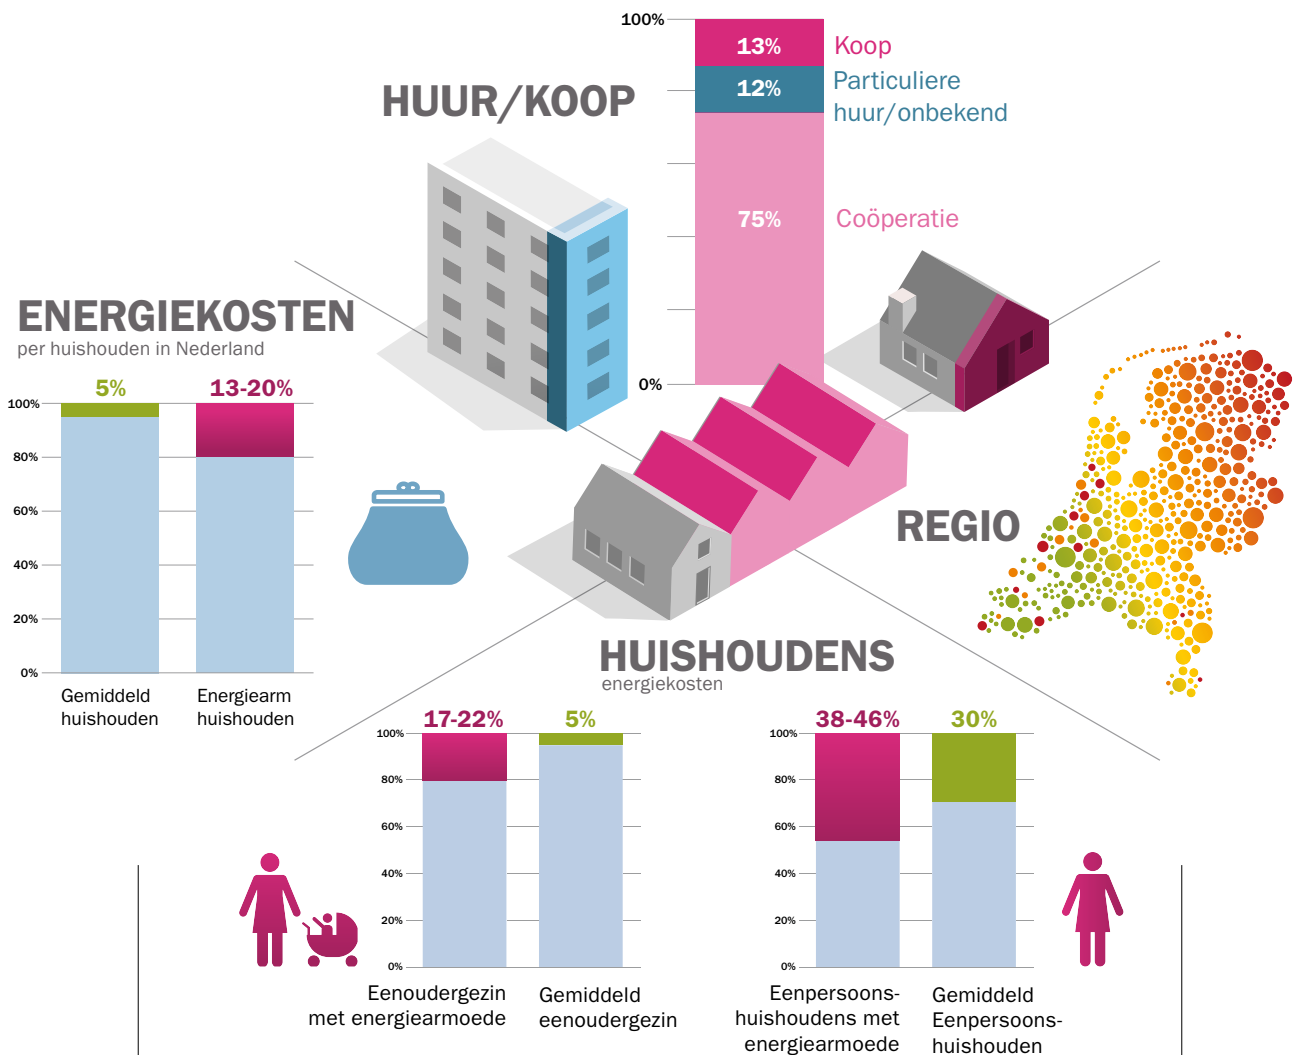 HUUR/KOOP
100%
0%
13%
12%
75%
Koop
Particuliere
huur/onbekend
Coöperatie
ENERGIEKOSTEN
per huishouden in Nederland
5%
13-20%
100%
80%
60%
40%
20%
0%
Gemiddeld
huishouden
Energiearm
huishouden
REGIO
HUISHOUDENS
energiekosten
17-22%
5%
100%
80%
60%
40%
20%
0%
Eenoudergezin
met energiearmoede
Gemiddeld
eenoudergezin
38-46%
30%
100%
80%
60%
40%
20%
0%
Eenpersoons-
huishoudens met
energiearmoede
Gemiddeld
Eenpersoons-
huishouden